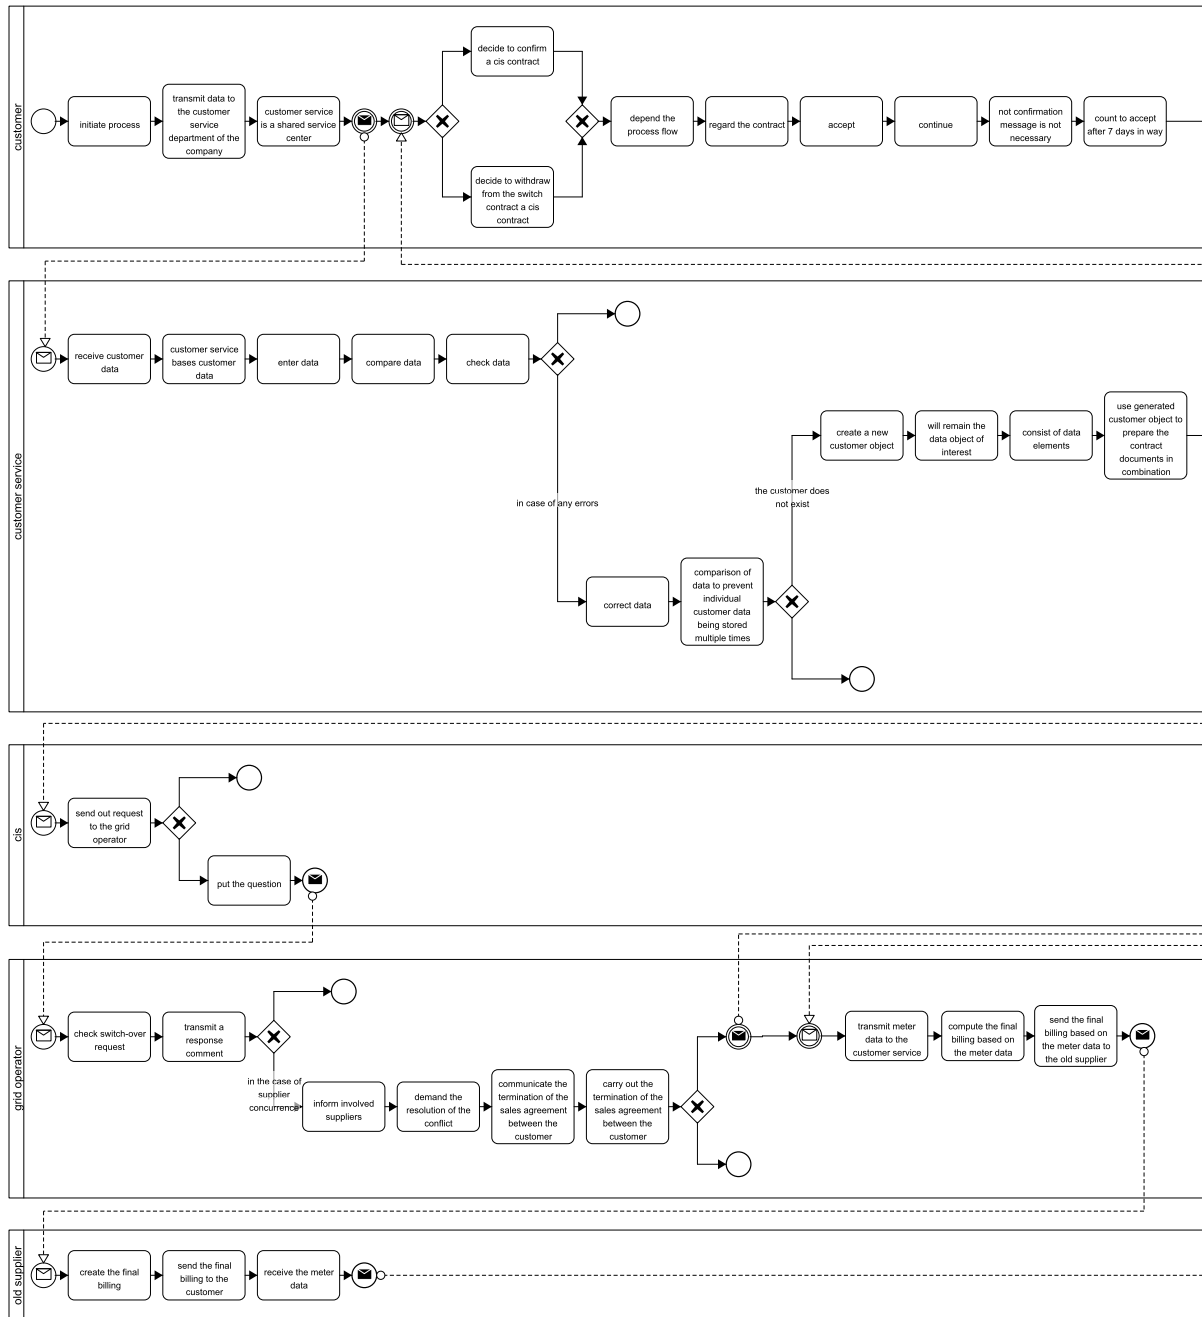 customer
initiate process
transmit data to
the customer
service
department of the
company
customer service
is a shared service
center
decide to confirm
a cis contract
decide to withdraw
from the switch
contract a cis
contract
depend the
process flow
regard the contract
accept
continue
not confirmation
message is not
necessary
count to accept
after 7 days in way
customer service
receive customer
data
customer service
bases customer
data
enter data
compare data
check data
in case of any errors
correct data
comparison of
data to prevent
individual
customer data
being stored
multiple times
the customer does
not exist
create a new
customer object
will remain the
data object of
interest
consist of data
elements
use generated
customer object to
prepare the
contract
documents in
combination
cis
send out request
to the grid
operator
put the question
grid operator
check switch-over
request
transmit a
response
comment
in the case of
supplier
concurrence
inform involved
suppliers
demand the
resolution of the
conflict
communicate the
termination of the
sales agreement
between the
customer
carry out the
termination of the
sales agreement
between the
customer
transmit meter
data to the
customer service
compute the final
billing based on
the meter data
send the final
billing based on
the meter data to
the old supplier
old supplier
create the final
billing
send the final
billing to the
customer
receive the meter
data